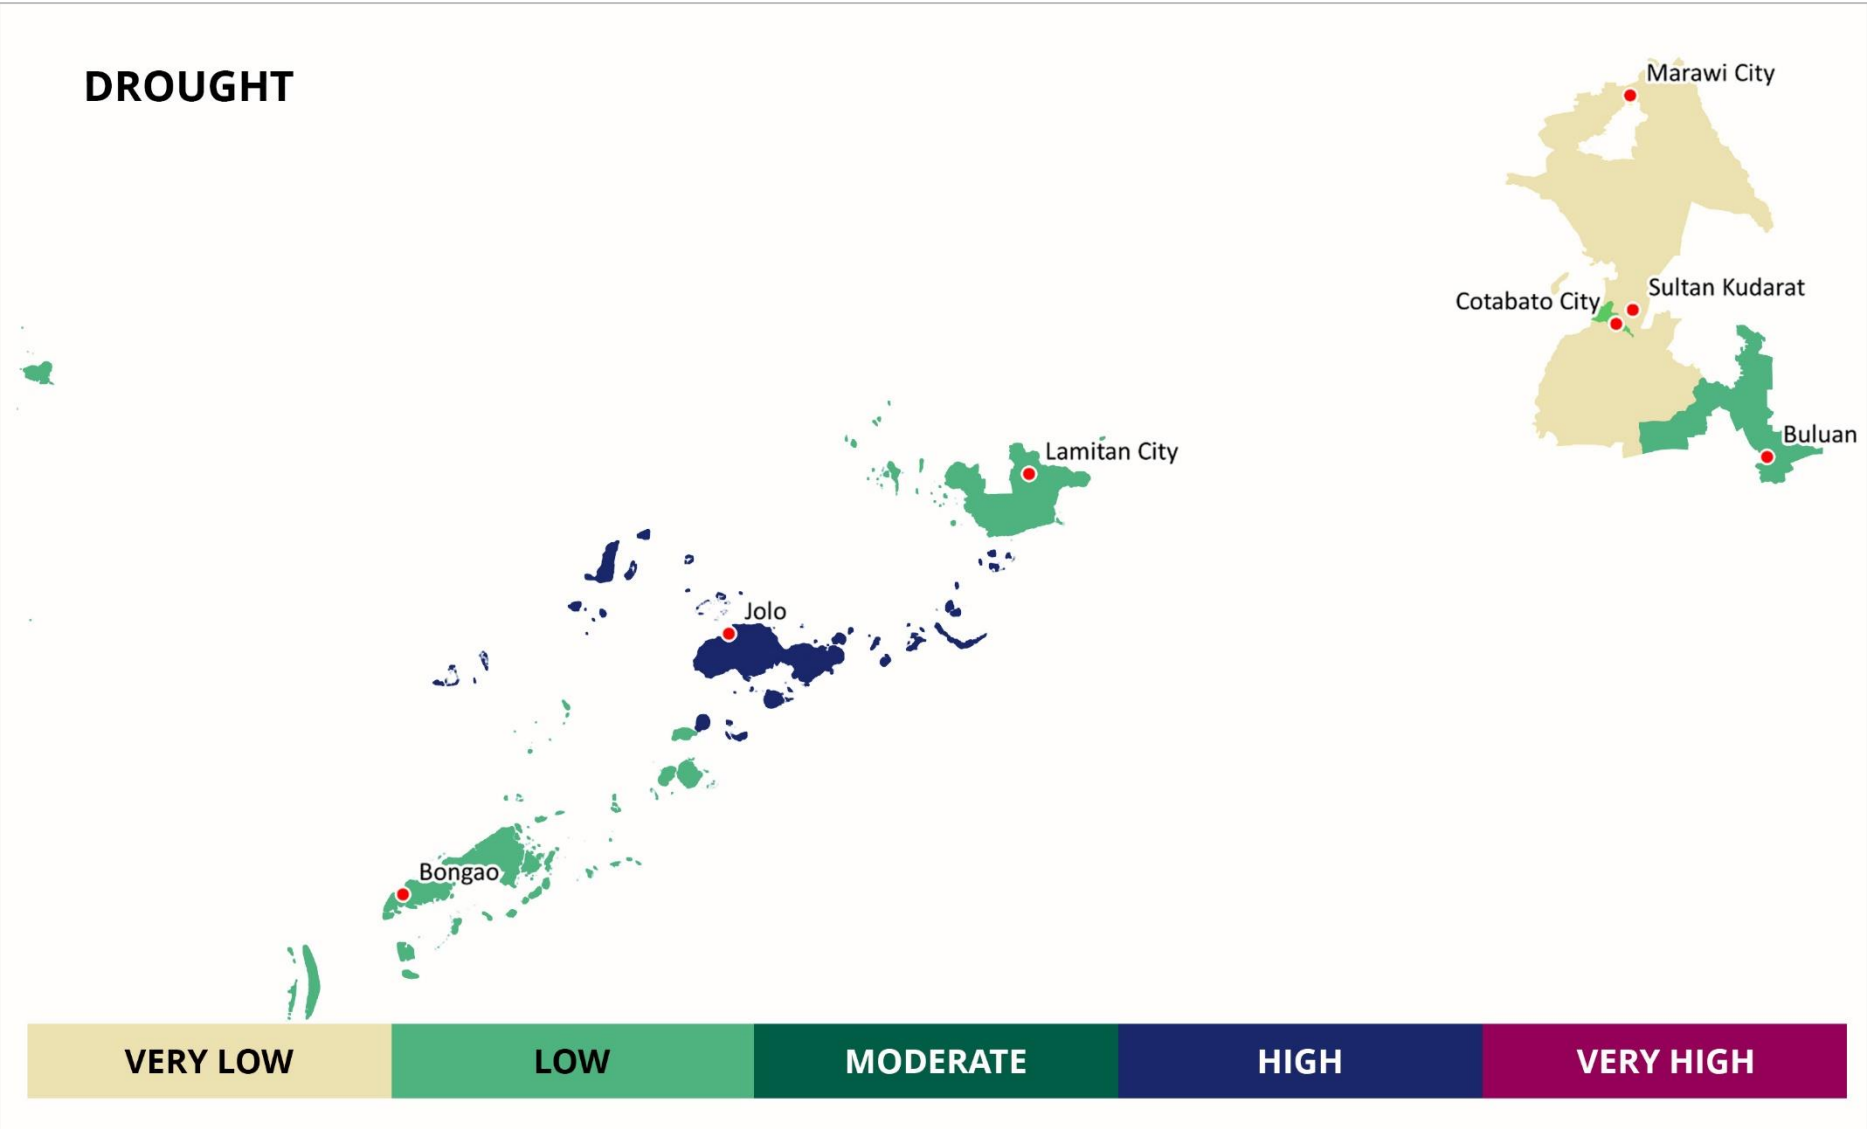 DROUGHT
Marawi City
Sultan Kudarat
Cotabato City
Buluan
Lamitan City
Jolo
Bongao
VERY LOW
LOW
MODERATE
HIGH
VERY HIGH